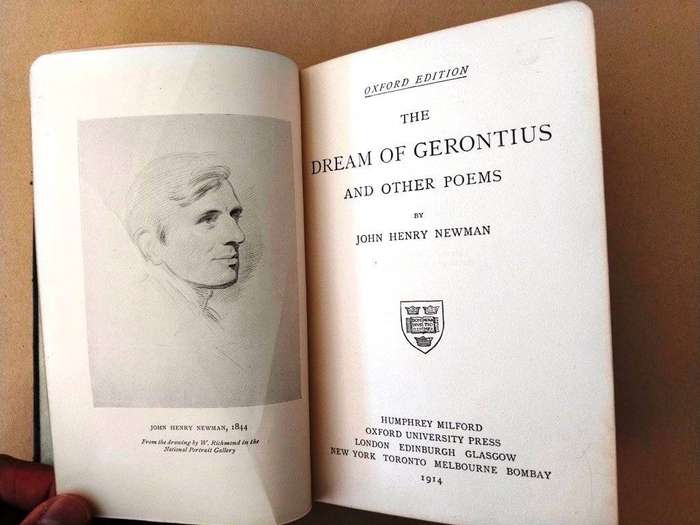 JOHN HENRY NEWMAN, 1844
From the drawing by W. Richmond in the
National Portrait Gallery
OXFORD EDITION
THE
DREAM OF GERONTIUS
AND OTHER POEMS
BY
JOHN HENRY NEWMAN
HUMPHREY MILFORD
OXFORD UNIVERSITY PRESS
LONDON EDINBURGH GLASGOW
NEW YORK TORONTO MELBOURNE BOMBAY
1914